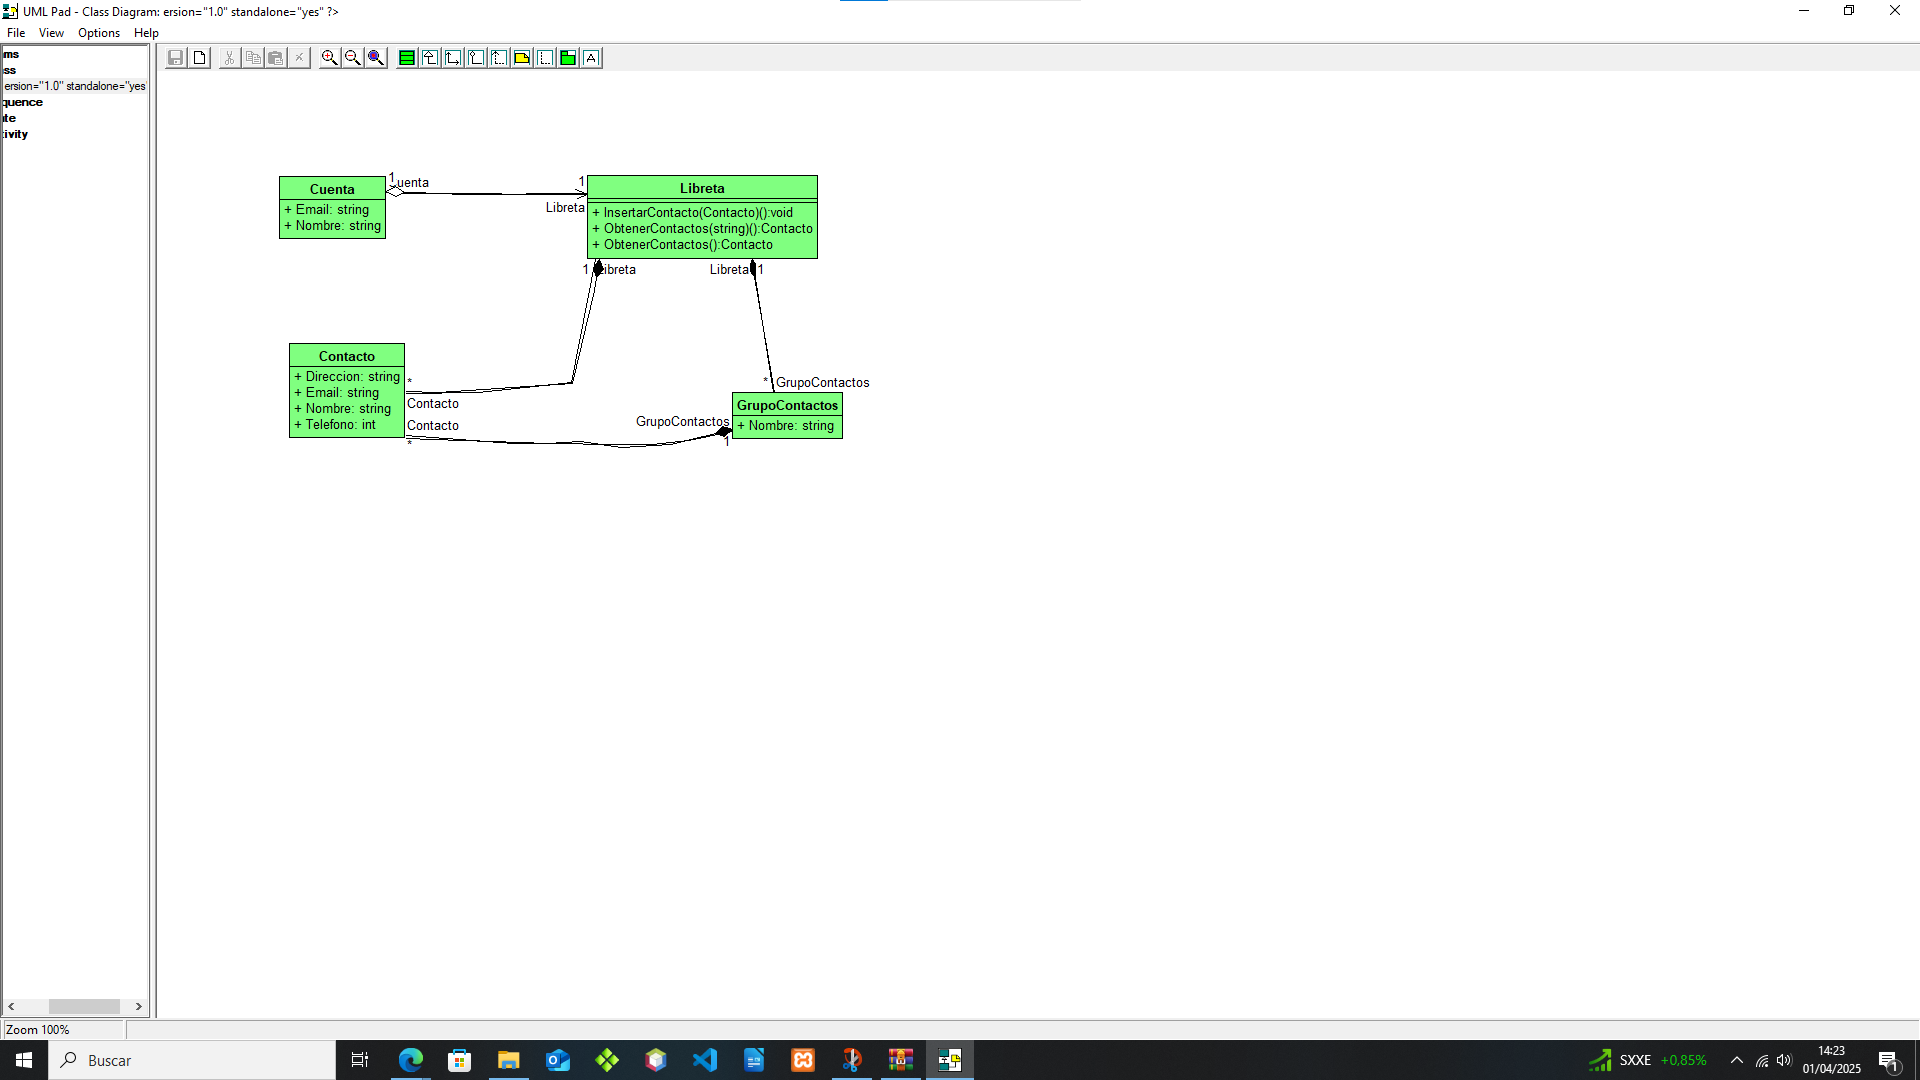 UML Pad - Class Diagram: ersion="1.0" standalone="yes" ?>
File View Options Help
ms
ss
ersion="1.0" standalone="yes
quence
te
tivity
A
Cuenta
+ Email: string
+ Nombre: string
1
uenta
1
Libreta
Libreta
+ InsertarContacto(Contacto)():void
+ ObtenerContactos(string)():Contacto
+ ObtenerContactos():Contacto
1 Libreta
Libreta 1
Contacto
+ Direccion: string
+ Email: string
+ Nombre: string
+ Telefono: int
*
Contacto
Contacto
*
* GrupoContactos
GrupoContactos
+ Nombre: string
GrupoContactos
1
Zoom 100%
Buscar
SXXE +0,85%
14:23
01/04/2025
1